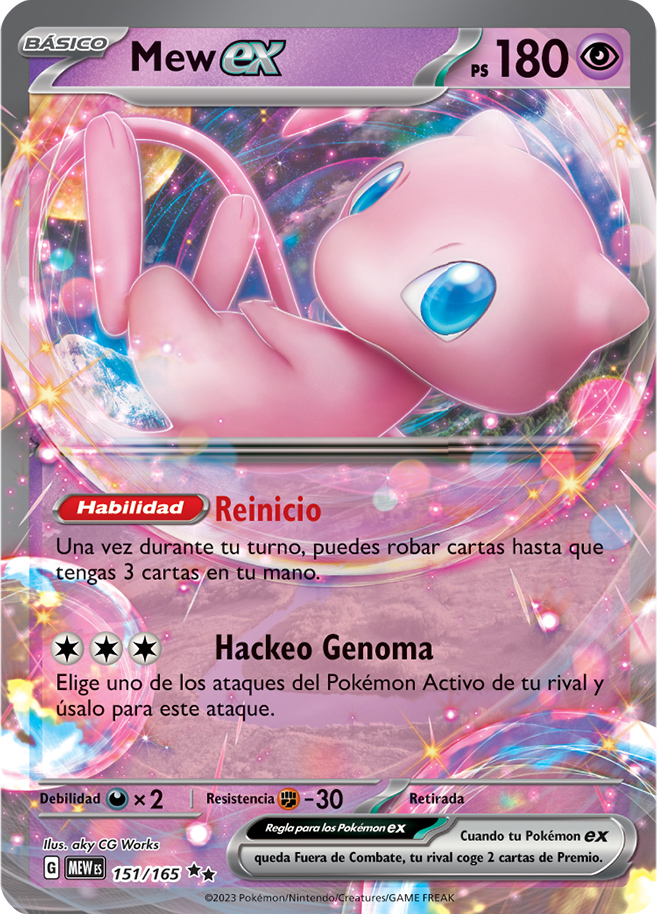 BÁSICO Mew ex PS 180
Habilidad Reinicio
Una vez durante tu turno, puedes robar cartas hasta que
tengas 3 cartas en tu mano.
Hackeo Genoma
Elige uno de los ataques del Pokémon Activo de tu rival y
úsalo para este ataque.
Debilidad ×2 Resistencia -30 Retirada
Ilus. aky CG Works
Regla para los Pokémon ex Cuando tu Pokémon ex
queda Fuera de Combate, tu rival coge 2 cartas de Premio.
G MEW ES 151/165
©2023 Pokémon/Nintendo/Creatures/GAME FREAK